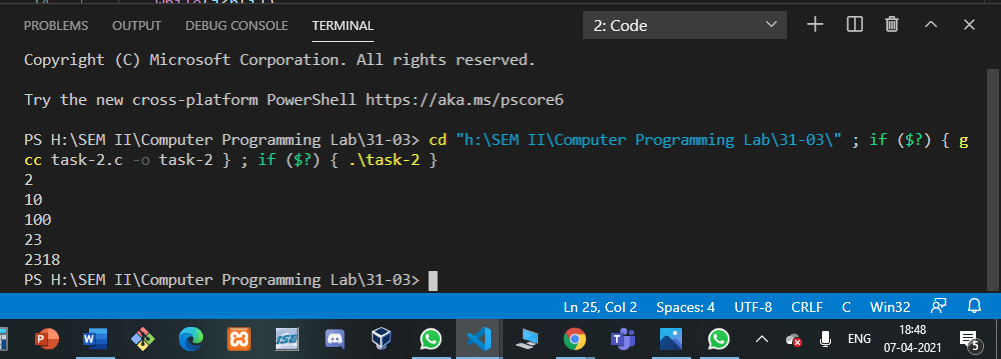 PROBLEMS OUTPUT DEBUG CONSOLE TERMINAL 2: Code
Copyright (C) Microsoft Corporation. All rights reserved.
Try the new cross-platform PowerShell https://aka.ms/pscore6
PS H:\SEM II\Computer Programming Lab\31-03> cd "h:\SEM II\Computer Programming Lab\31-03\" ; if ($?) { g
cc task-2.c -o task-2 } ; if ($?) { .\task-2 }
2
10
100
23
2318
PS H:\SEM II\Computer Programming Lab\31-03>
Ln 25, Col 2 Spaces: 4 UTF-8 CRLF C Win32
ENG 18:48
07-04-2021 5